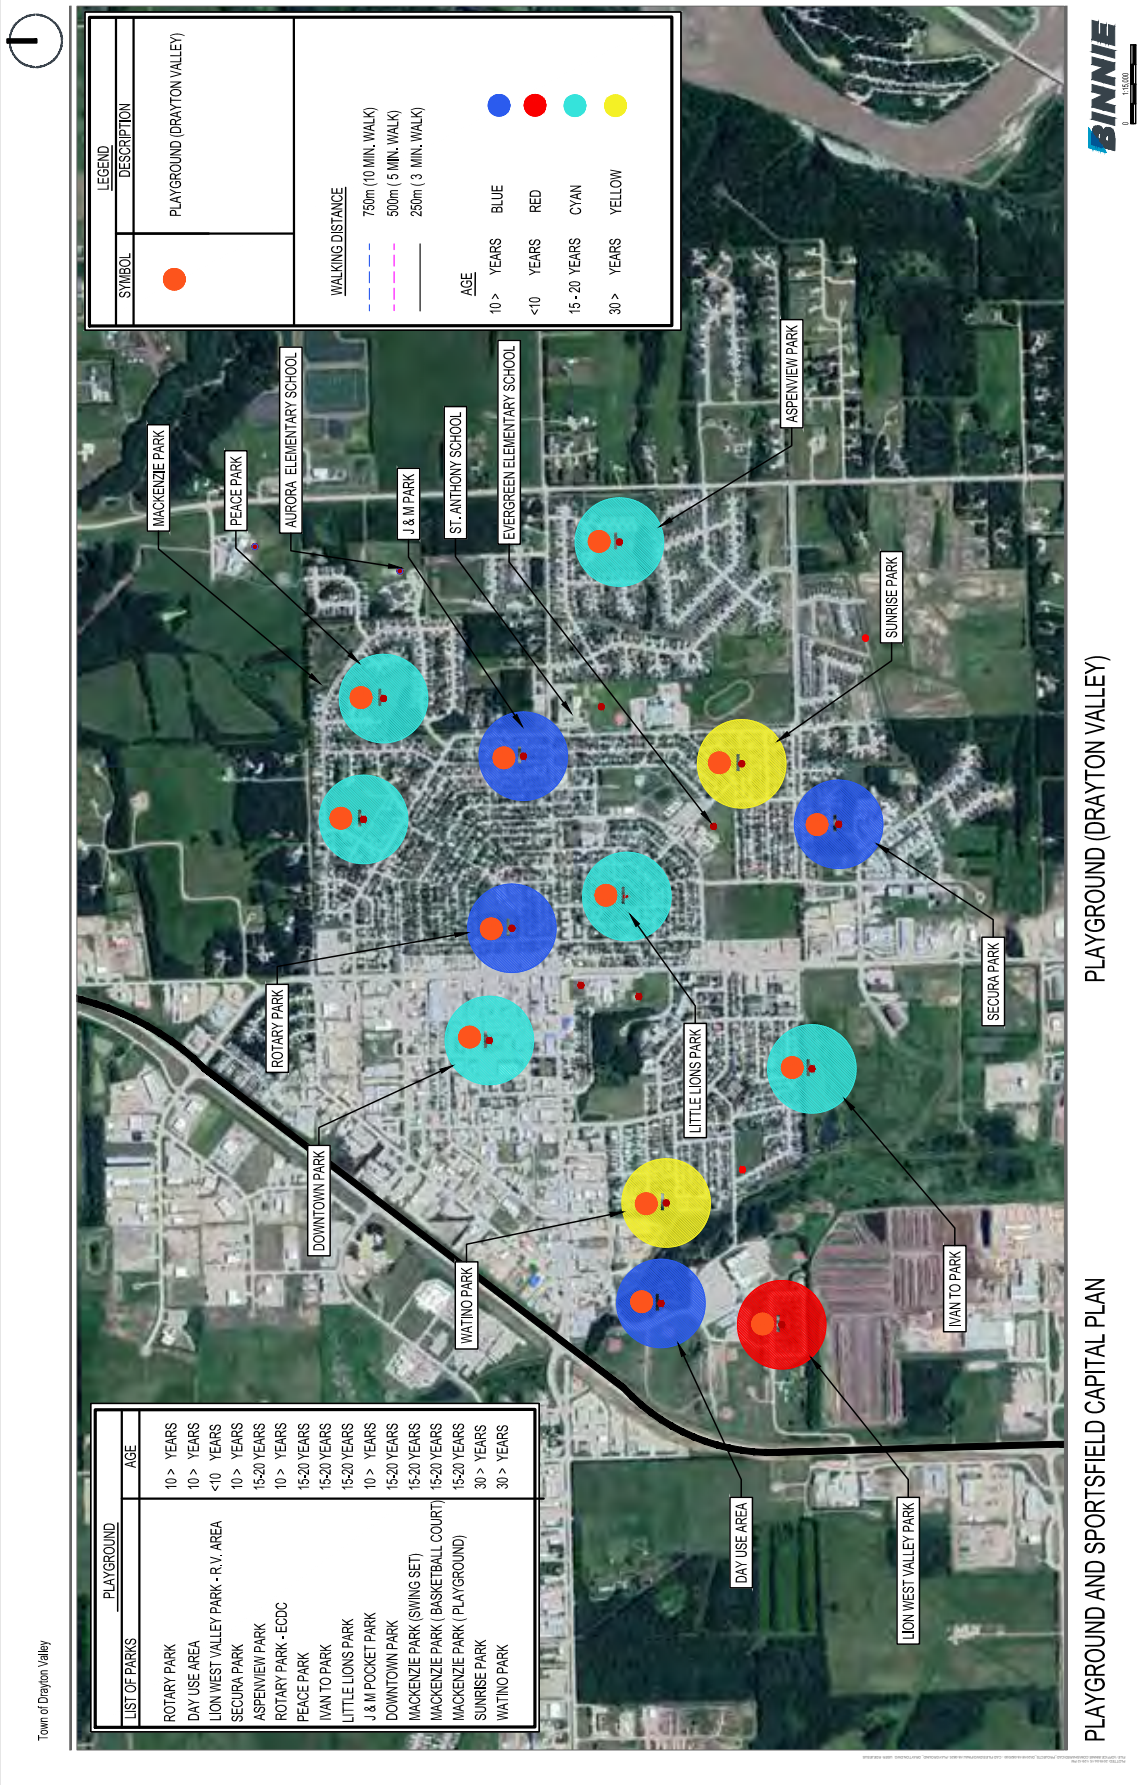 Town of Drayton Valley
PLAYGROUND
LIST OF PARKS AGE
ROTARY PARK 10 > YEARS
DAY USE AREA 10 > YEARS
LION WEST VALLEY PARK - R.V. AREA <10 YEARS
SECURA PARK 10 > YEARS
ASPENVIEW PARK 15-20 YEARS
ROTARY PARK - ECDC 10 > YEARS
PEACE PARK 15-20 YEARS
IVAN TO PARK 15-20 YEARS
LITTLE LIONS PARK 15-20 YEARS
J & M POCKET PARK 10 > YEARS
DOWNTOWN PARK 15-20 YEARS
MACKENZIE PARK (SWING SET) 15-20 YEARS
MACKENZIE PARK ( BASKETBALL COURT) 15-20 YEARS
MACKENZIE PARK ( PLAYGROUND) 15-20 YEARS
SUNRISE PARK 30 > YEARS
WATINO PARK 30 > YEARS
LEGEND
SYMBOL DESCRIPTION
PLAYGROUND (DRAYTON VALLEY)
WALKING DISTANCE
750m (10 MIN. WALK)
500m ( 5 MIN. WALK)
250m ( 3 MIN. WALK)
AGE
10 > YEARS BLUE
<10 YEARS RED
15 - 20 YEARS CYAN
30 > YEARS YELLOW
MACKENZIE PARK
PEACE PARK
AURORA ELEMENTARY SCHOOL
J & M PARK
ST. ANTHONY SCHOOL
EVERGREEN ELEMENTARY SCHOOL
ASPENVIEW PARK
SUNRISE PARK
ROTARY PARK
DOWNTOWN PARK
WATINO PARK
LITTLE LIONS PARK
SECURA PARK
IVAN TO PARK
DAY USE AREA
LION WEST VALLEY PARK
PLAYGROUND AND SPORTSFIELD CAPITAL PLAN
PLAYGROUND (DRAYTON VALLEY)
0 1:15,000
BINNIE